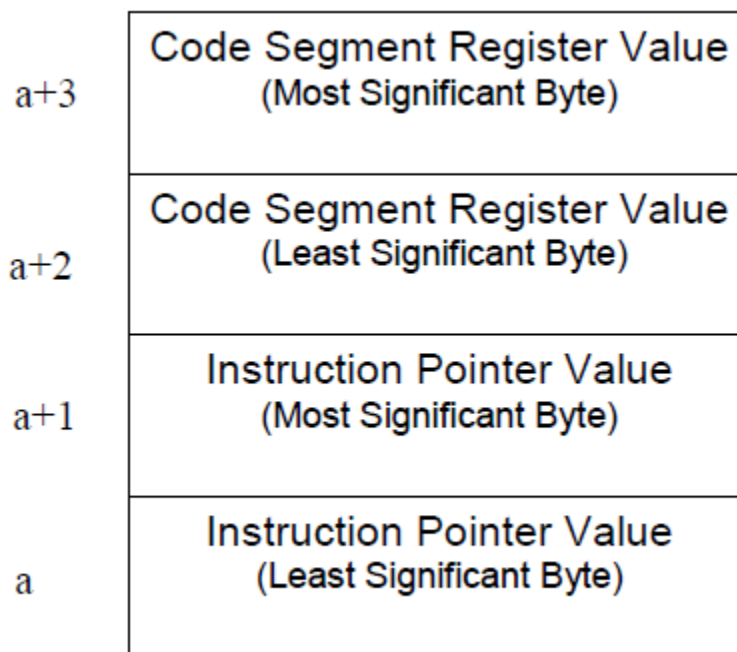 a+3
Code Segment Register Value
(Most Significant Byte)
a+2
Code Segment Register Value
(Least Significant Byte)
a+1
Instruction Pointer Value
(Most Significant Byte)
a
Instruction Pointer Value
(Least Significant Byte)